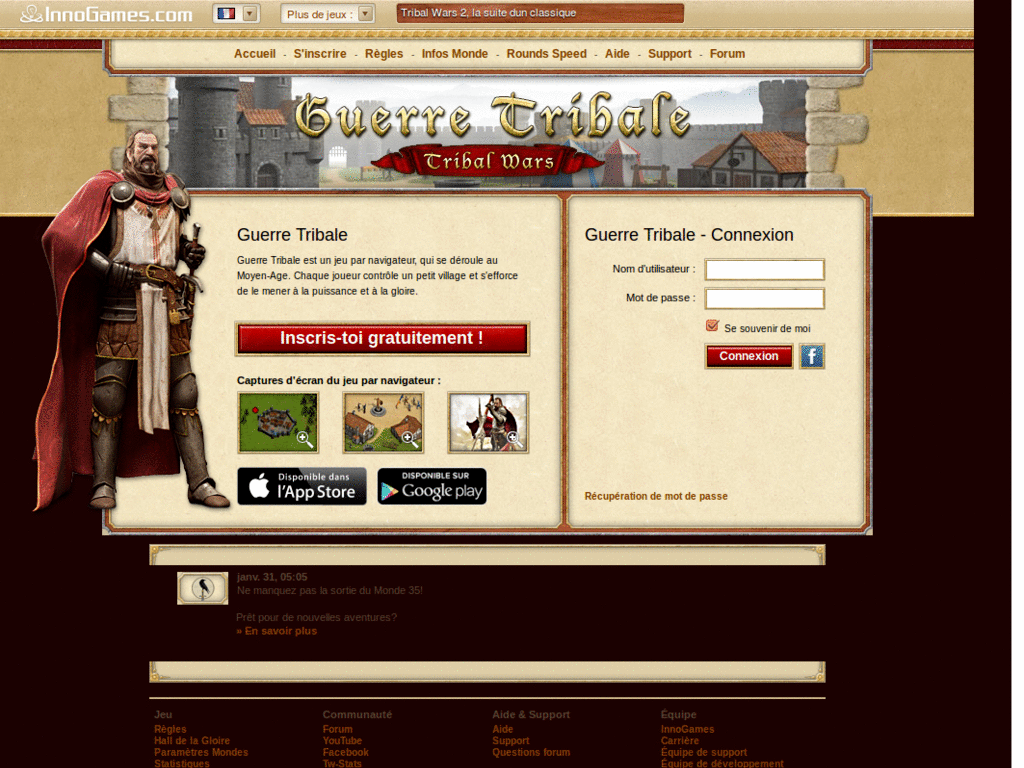 InnoGames.com
Plus de jeux :
Tribal Wars 2, la suite dun classique
Accueil - S'inscrire - Règles - Infos Monde - Rounds Speed - Aide - Support - Forum
Guerre Tribale
Tribal Wars
Guerre Tribale
Guerre Tribale est un jeu par navigateur, qui se déroule au
Moyen-Age. Chaque joueur contrôle un petit village et s'efforce
de le mener à la puissance et à la gloire.
Inscris-toi gratuitement !
Captures d'écran du jeu par navigateur :
Disponible dans
l'App Store
DISPONIBLE SUR
Google play
Guerre Tribale - Connexion
Nom d'utilisateur :
Mot de passe :
Se souvenir de moi
Connexion
f
Récupération de mot de passe
janv. 31, 05:05
Ne manquez pas la sortie du Monde 35!
Prêt pour de nouvelles aventures?
» En savoir plus
Jeu
Règles
Hall de la Gloire
Paramètres Mondes
Statistiques
Communauté
Forum
YouTube
Facebook
Tw-Stats
Aide & Support
Aide
Support
Questions forum
Équipe
InnoGames
Carrière
Équipe de support
Équipe de développement